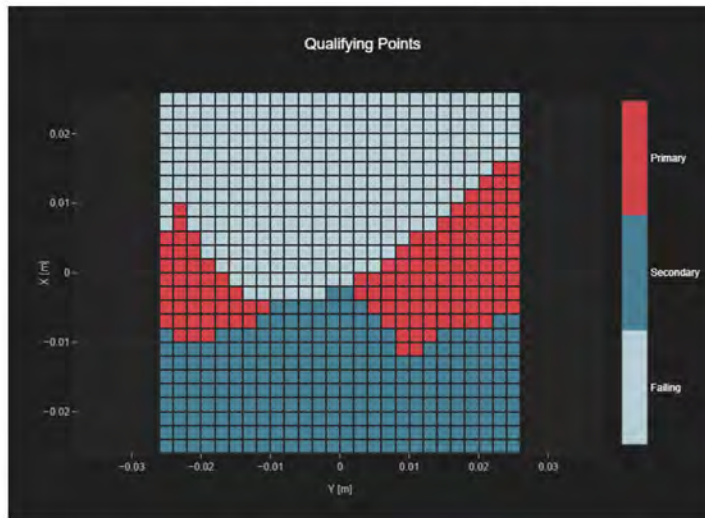 Qualifying Points
0.02
0.01
0
−0.01
−0.02
X [m]
−0.03
−0.02
−0.01
0
0.01
0.02
0.03
Y [m]
Primary
Secondary
Failing